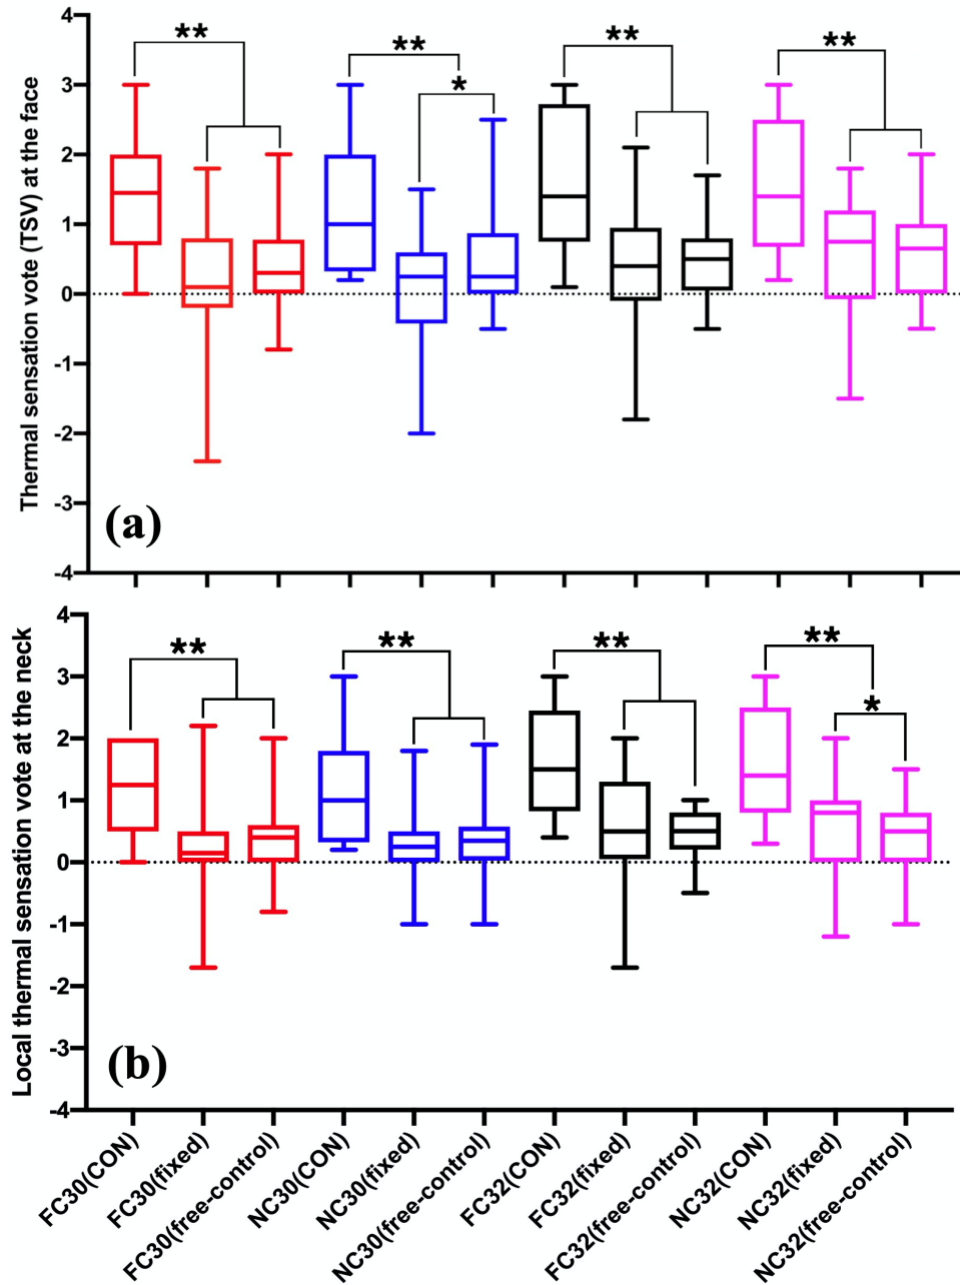 Thermal sensation vote (TSV) at the face
4
3
2
1
0
-1
-2
-3
-4
**
**
*
**
**
(a)
Local thermal sensation vote at the neck
4
3
2
1
0
-1
-2
-3
-4
**
**
**
**
*
(b)
FC30(CON)
FC30(fixed)
FC30(free-control)
NC30(CON)
NC30(fixed)
NC30(free-control)
FC32(CON)
FC32(fixed)
FC32(free-control)
NC32(CON)
NC32(fixed)
NC32(free-control)